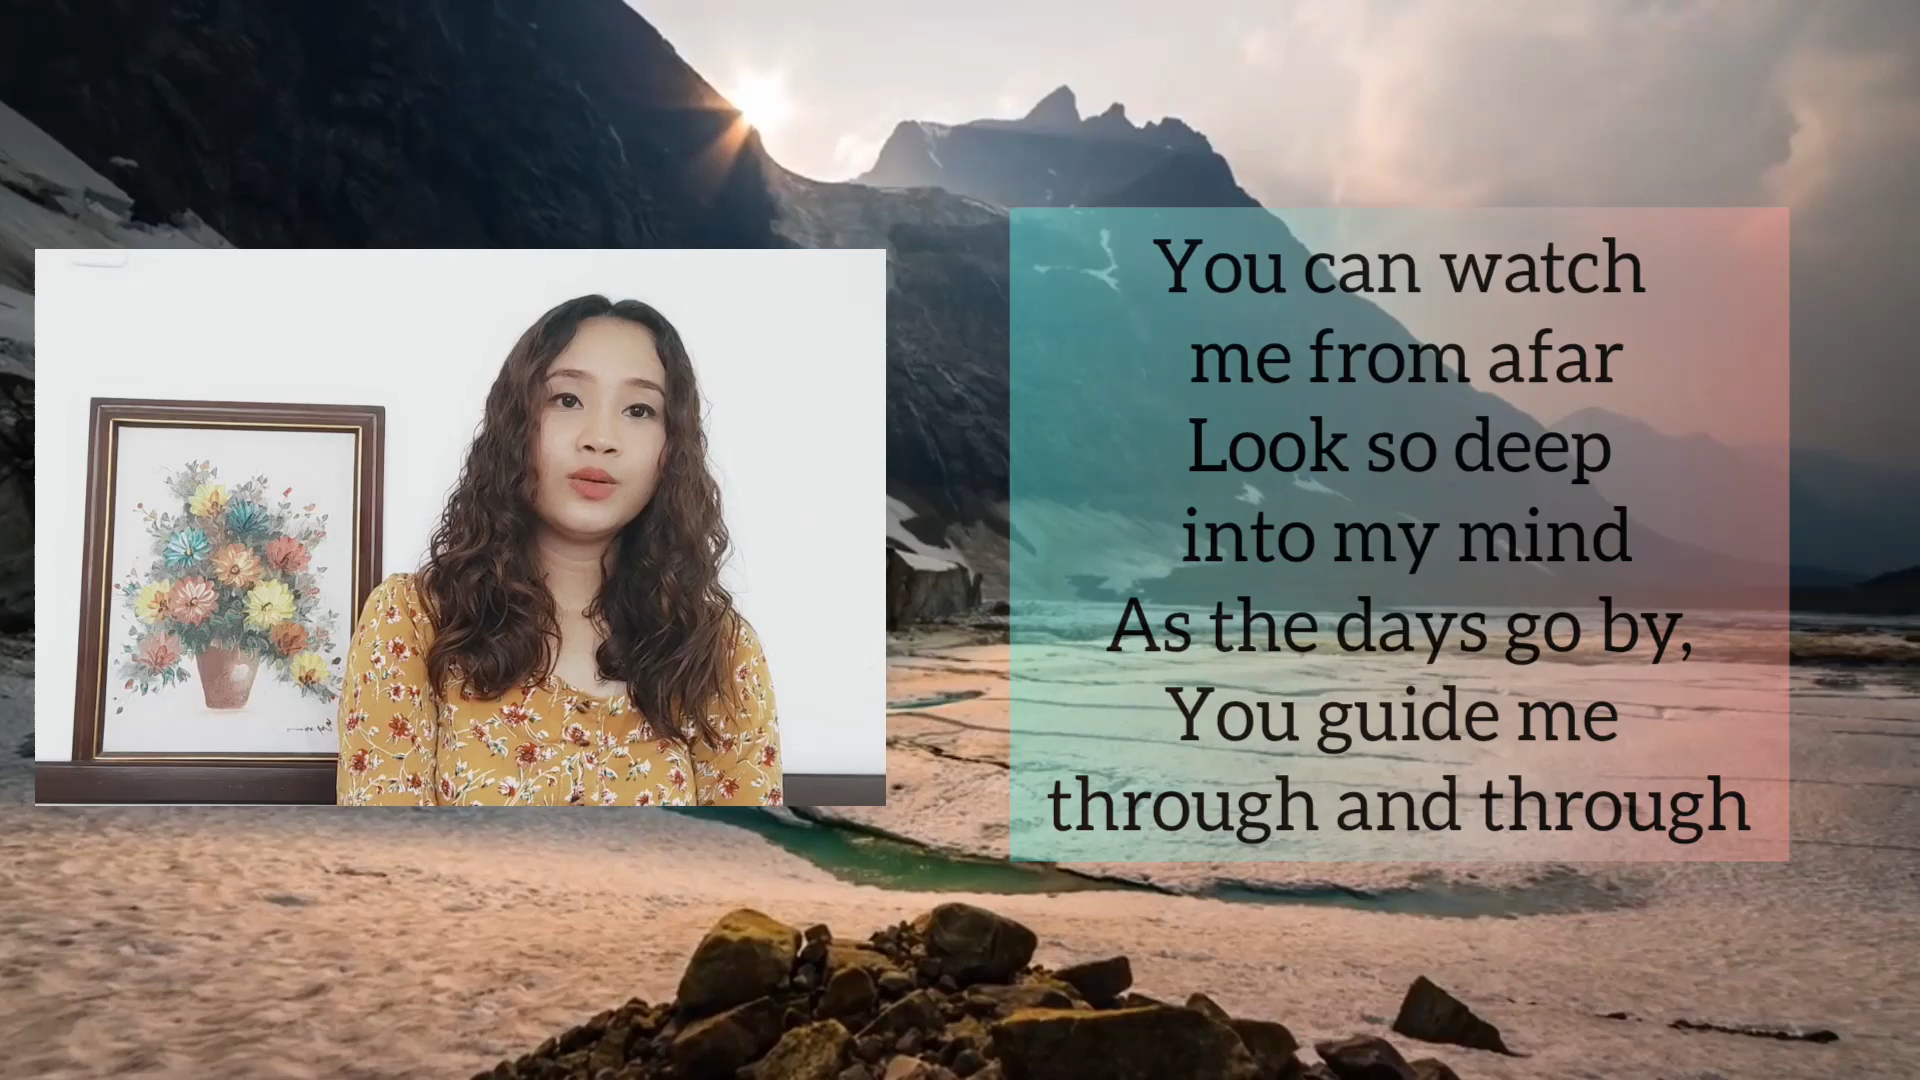 You can watch
me from afar
Look so deep
into my mind
As the days go by,
You guide me
through and through